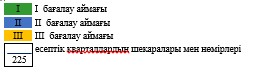 I I бағалау аймағы
II II бағалау аймағы
III III бағалау аймағы
есептік кварталдардың шекаралары мен нөмірлері
225